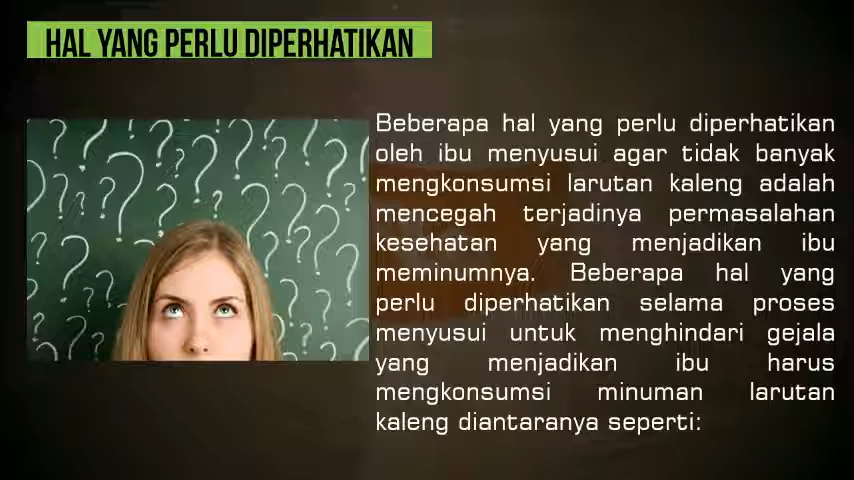 HAL YANG PERLU DIPERHATIKAN
Beberapa hal yang perlu diperhatikan
oleh ibu menyusui agar tidak banyak
mengkonsumsi larutan kaleng adalah
mencegah terjadinya permasalahan
kesehatan yang menjadikan ibu
meminumnya. Beberapa hal yang
perlu diperhatikan selama proses
menyusui untuk menghindari gejala
yang menjadikan ibu harus
mengkonsumsi minuman larutan
kaleng diantaranya seperti: